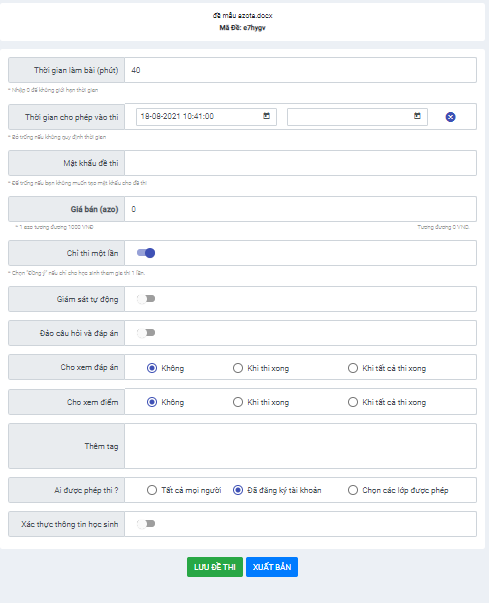 đề mẫu azota.docx
Mã Đề: e7hygv
Thời gian làm bài (phút) 40
* Nhập 0 để không giới hạn thời gian
Thời gian cho phép vào thi 18-08-2021 10:41:00
* Bỏ trống nếu không quy định thời gian
Mật khẩu đề thi
* Để trống nếu bạn không muốn tạo mật khẩu cho đề thi
Giá bán (azo) 0
* 1 azo tương đương 1000 VNĐ Tương đương 0 VNĐ.
Chỉ thi một lần
* Chọn "Đồng ý" nếu chỉ cho học sinh tham gia thi 1 lần.
Giám sát tự động
Đảo câu hỏi và đáp án
Cho xem đáp án Không Khi thi xong Khi tất cả thi xong
Cho xem điểm Không Khi thi xong Khi tất cả thi xong
Thêm tag
Ai được phép thi ? Tất cả mọi người Đã đăng ký tài khoản Chọn các lớp được phép
Xác thực thông tin học sinh
LƯU ĐỀ THI XUẤT BẢN